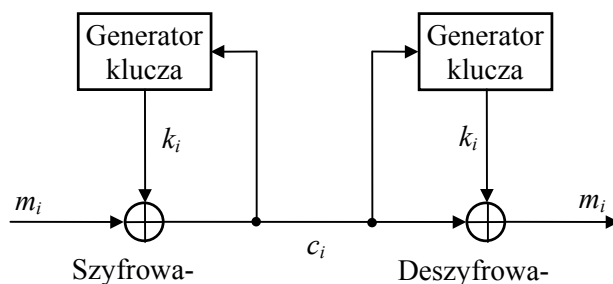 Generator
klucza
Generator
klucza
k_i
k_i
m_i
m_i
c_i
Szyfrowa-
Deszyfrowa-